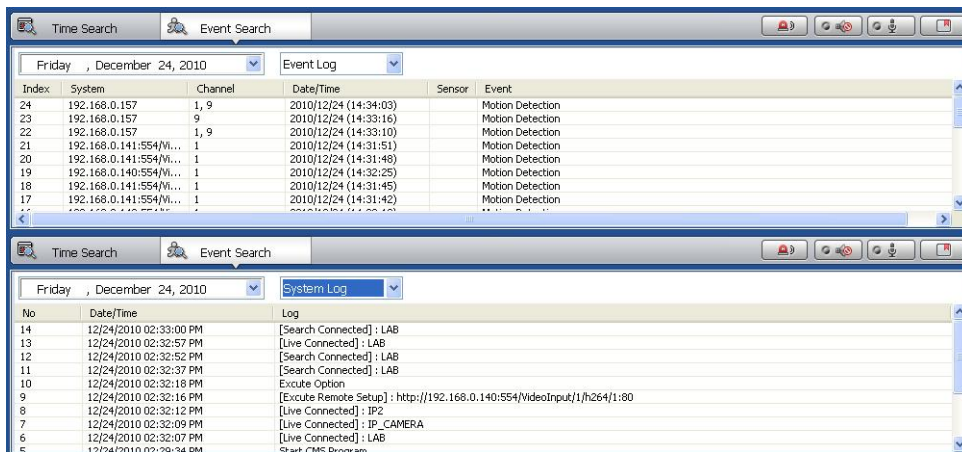 Time Search Event Search
Friday , December 24, 2010 Event Log
Index System Channel Date/Time Sensor Event
24 192.168.0.157 1, 9 2010/12/24 (14:34:03) Motion Detection
23 192.168.0.157 9 2010/12/24 (14:33:16) Motion Detection
22 192.168.0.157 1, 9 2010/12/24 (14:33:10) Motion Detection
21 192.168.0.141:554/Vi... 1 2010/12/24 (14:31:51) Motion Detection
20 192.168.0.141:554/Vi... 1 2010/12/24 (14:31:48) Motion Detection
19 192.168.0.140:554/Vi... 1 2010/12/24 (14:32:25) Motion Detection
18 192.168.0.141:554/Vi... 1 2010/12/24 (14:31:45) Motion Detection
17 192.168.0.141:554/Vi... 1 2010/12/24 (14:31:42) Motion Detection
Time Search Event Search
Friday , December 24, 2010 System Log
No Date/Time Log
14 12/24/2010 02:33:00 PM [Search Connected] : LAB
13 12/24/2010 02:32:57 PM [Live Connected] : LAB
12 12/24/2010 02:32:52 PM [Search Connected] : LAB
11 12/24/2010 02:32:37 PM [Search Connected] : LAB
10 12/24/2010 02:32:18 PM Excute Option
9 12/24/2010 02:32:16 PM [Excute Remote Setup] : http://192.168.0.140:554/VideoInput/1/h264/1:80
8 12/24/2010 02:32:12 PM [Live Connected] : IP2
7 12/24/2010 02:32:09 PM [Live Connected] : IP_CAMERA
6 12/24/2010 02:32:07 PM [Live Connected] : LAB
5 12/24/2010 02:29:34 PM Start CMS Program